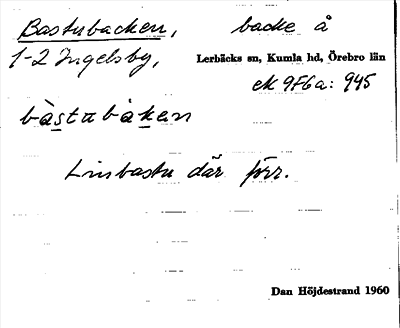 Bastubacken, backe å
1-2 Ingelsby, Lerbäcks sn, Kumla hd, Örebro län
ek 9F6a: 945
bàstubàken
Linbastu där förr.
Dan Höjdestrand 1960